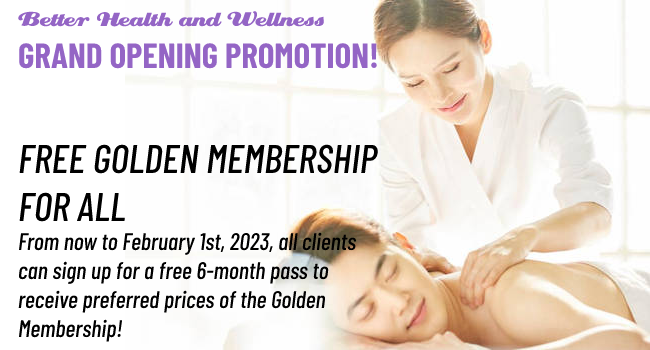 Better Health and Wellness
GRAND OPENING PROMOTION!
FREE GOLDEN MEMBERSHIP
FOR ALL
From now to February 1st, 2023, all clients
can sign up for a free 6-month pass to
receive preferred prices of the Golden
Membership!